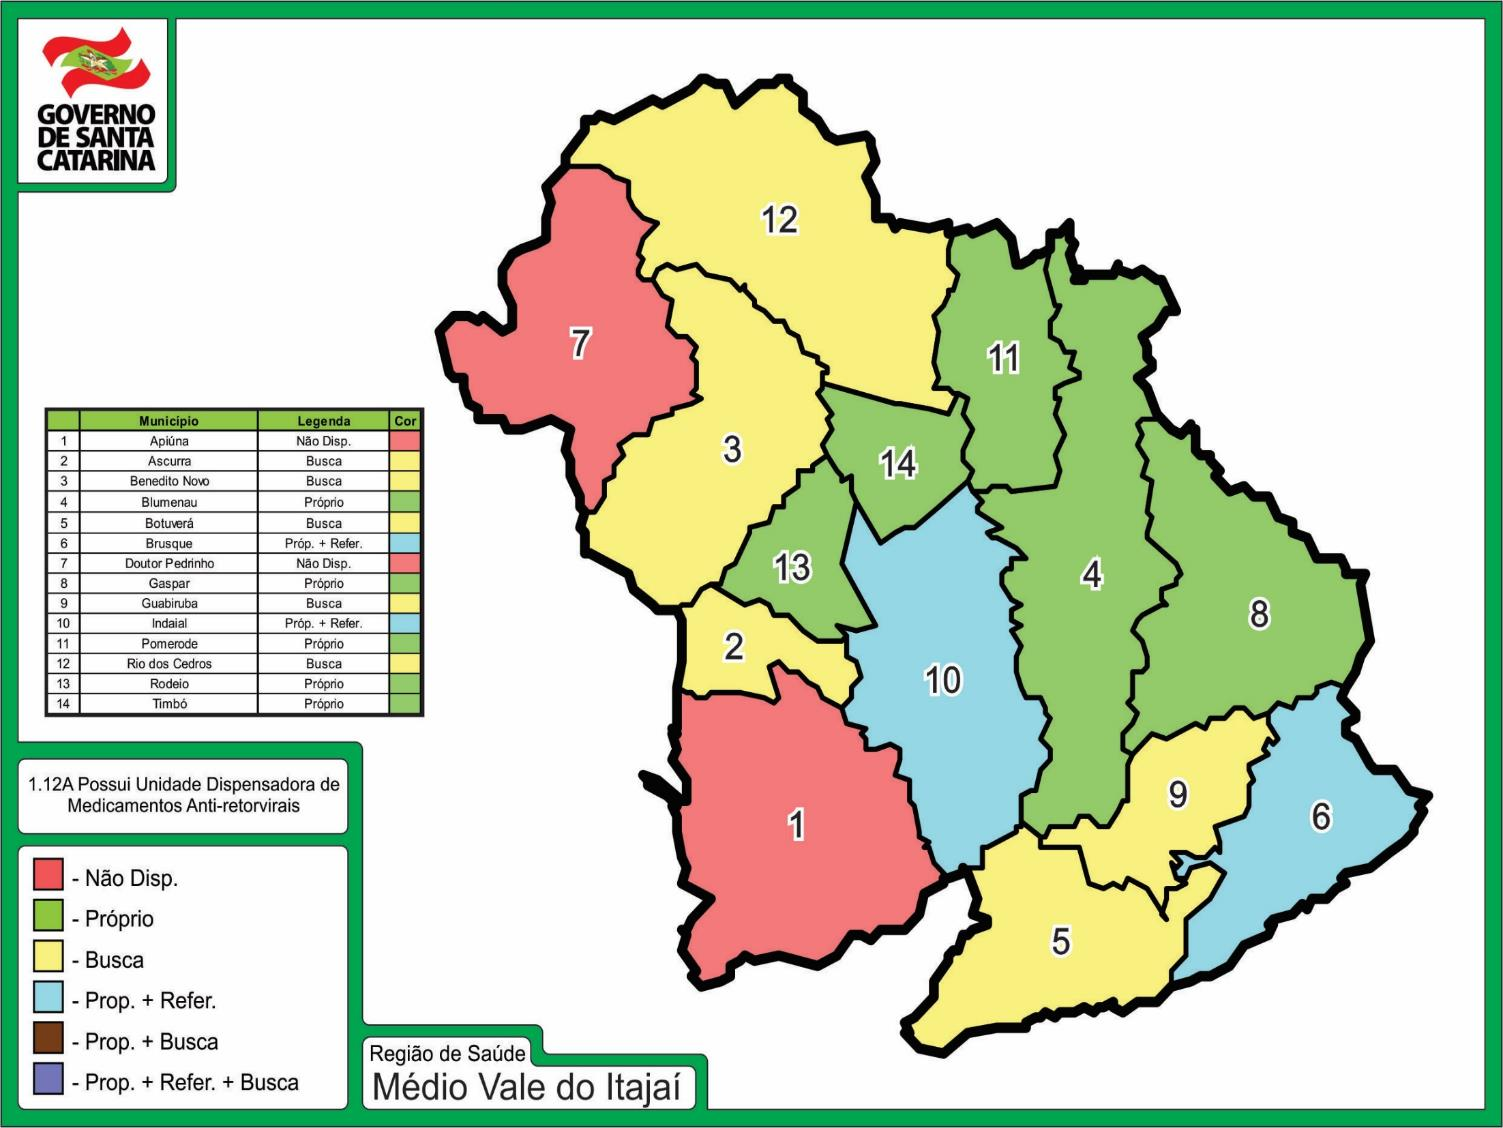 GOVERNO
DE SANTA
CATARINA
Município Legenda Cor
1 Apiúna Não Disp.
2 Ascurra Busca
3 Benedito Novo Busca
4 Blumenau Próprio
5 Botuverá Busca
6 Brusque Próp. + Refer.
7 Doutor Pedrinho Não Disp.
8 Gaspar Próprio
9 Guabiruba Busca
10 Indaial Próp. + Refer.
11 Pomerode Próprio
12 Rio dos Cedros Busca
13 Rodeio Próprio
14 Timbó Próprio
12
7
11
3
14
13
4
8
2
10
9
6
1
5
1.12A Possui Unidade Dispensadora de
Medicamentos Anti-retorvirais
- Não Disp.
- Próprio
- Busca
- Prop. + Refer.
- Prop. + Busca
- Prop. + Refer. + Busca
Região de Saúde
Médio Vale do Itajaí